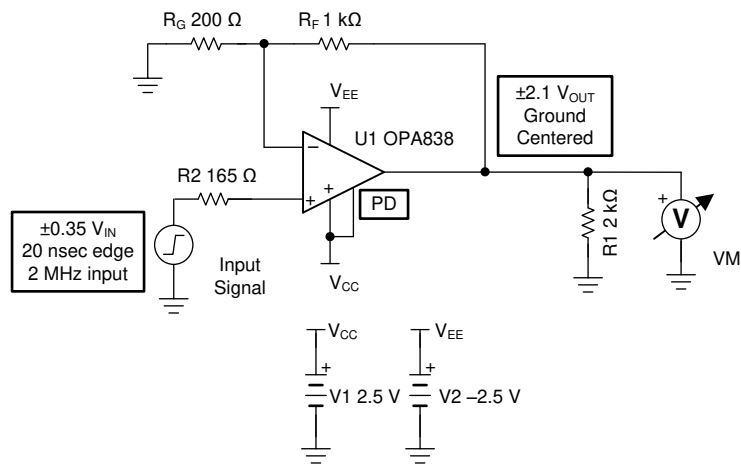 R_G 200 Ω
R_F 1 kΩ
V_EE
U1 OPA838
±2.1 V_OUT
Ground
Centered
−
+
+
PD
R2 165 Ω
±0.35 V_IN
20 nsec edge
2 MHz input
Input
Signal
V_CC
R1 2 kΩ
+
V
VM
V_CC
V_EE
+
+
V1 2.5 V
V2 –2.5 V